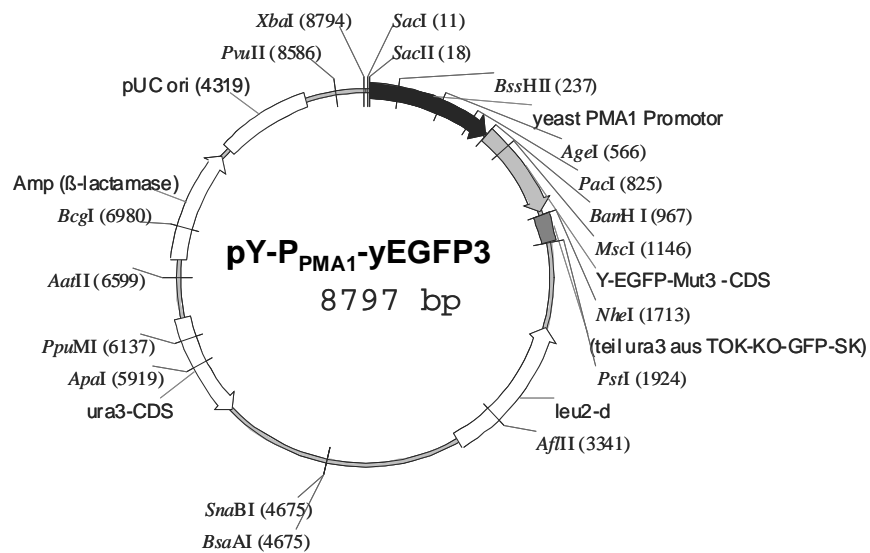 XbaI (8794)
SacI (11)
PvuII (8586)
SacII (18)
pUC ori (4319)
BssHII (237)
yeast PMA1 Promotor
AgeI (566)
PacI (825)
Amp (ß-lactamase)
BcgI (6980)
BamH I (967)
MscI (1146)
pY-PPMA1-yEGFP3
8797 bp
Y-EGFP-Mut3 -CDS
AatII (6599)
NheI (1713)
(teil ura3 aus TOK-KO-GFP-SK)
PpuMI (6137)
PstI (1924)
ApaI (5919)
ura3-CDS
leu2-d
AflII (3341)
SnaBI (4675)
BsaAI (4675)